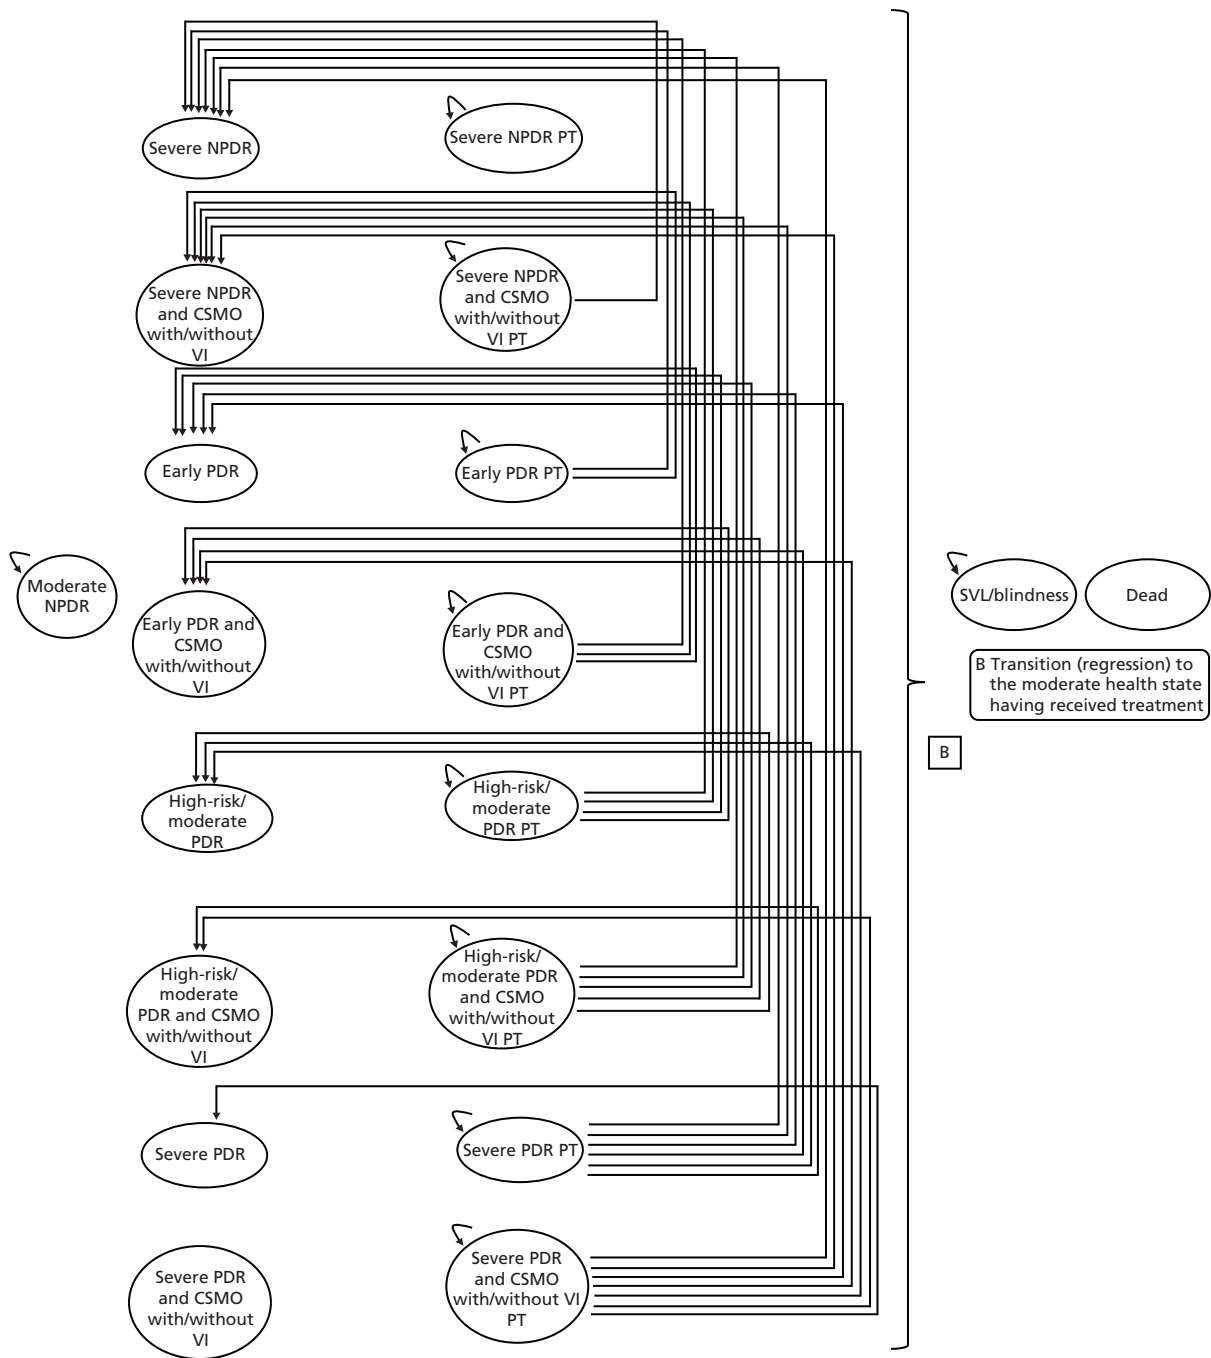 Severe NPDR
Severe NPDR PT
Severe NPDR
and CSMO
with/without
VI
Severe NPDR
and CSMO
with/without
VI PT
Early PDR
Early PDR PT
Moderate
NPDR
Early PDR and
CSMO
with/without
VI
Early PDR and
CSMO
with/without
VI PT
SVL/blindness
Dead
B Transition (regression) to
the moderate health state
having received treatment
B
High-risk/
moderate
PDR
High-risk/
moderate
PDR PT
High-risk/
moderate
PDR and CSMO
with/without
VI
High-risk/
moderate PDR
and CSMO
with/without
VI PT
Severe PDR
Severe PDR PT
Severe PDR
and CSMO
with/without
VI
Severe PDR
and CSMO
with/without VI
PT